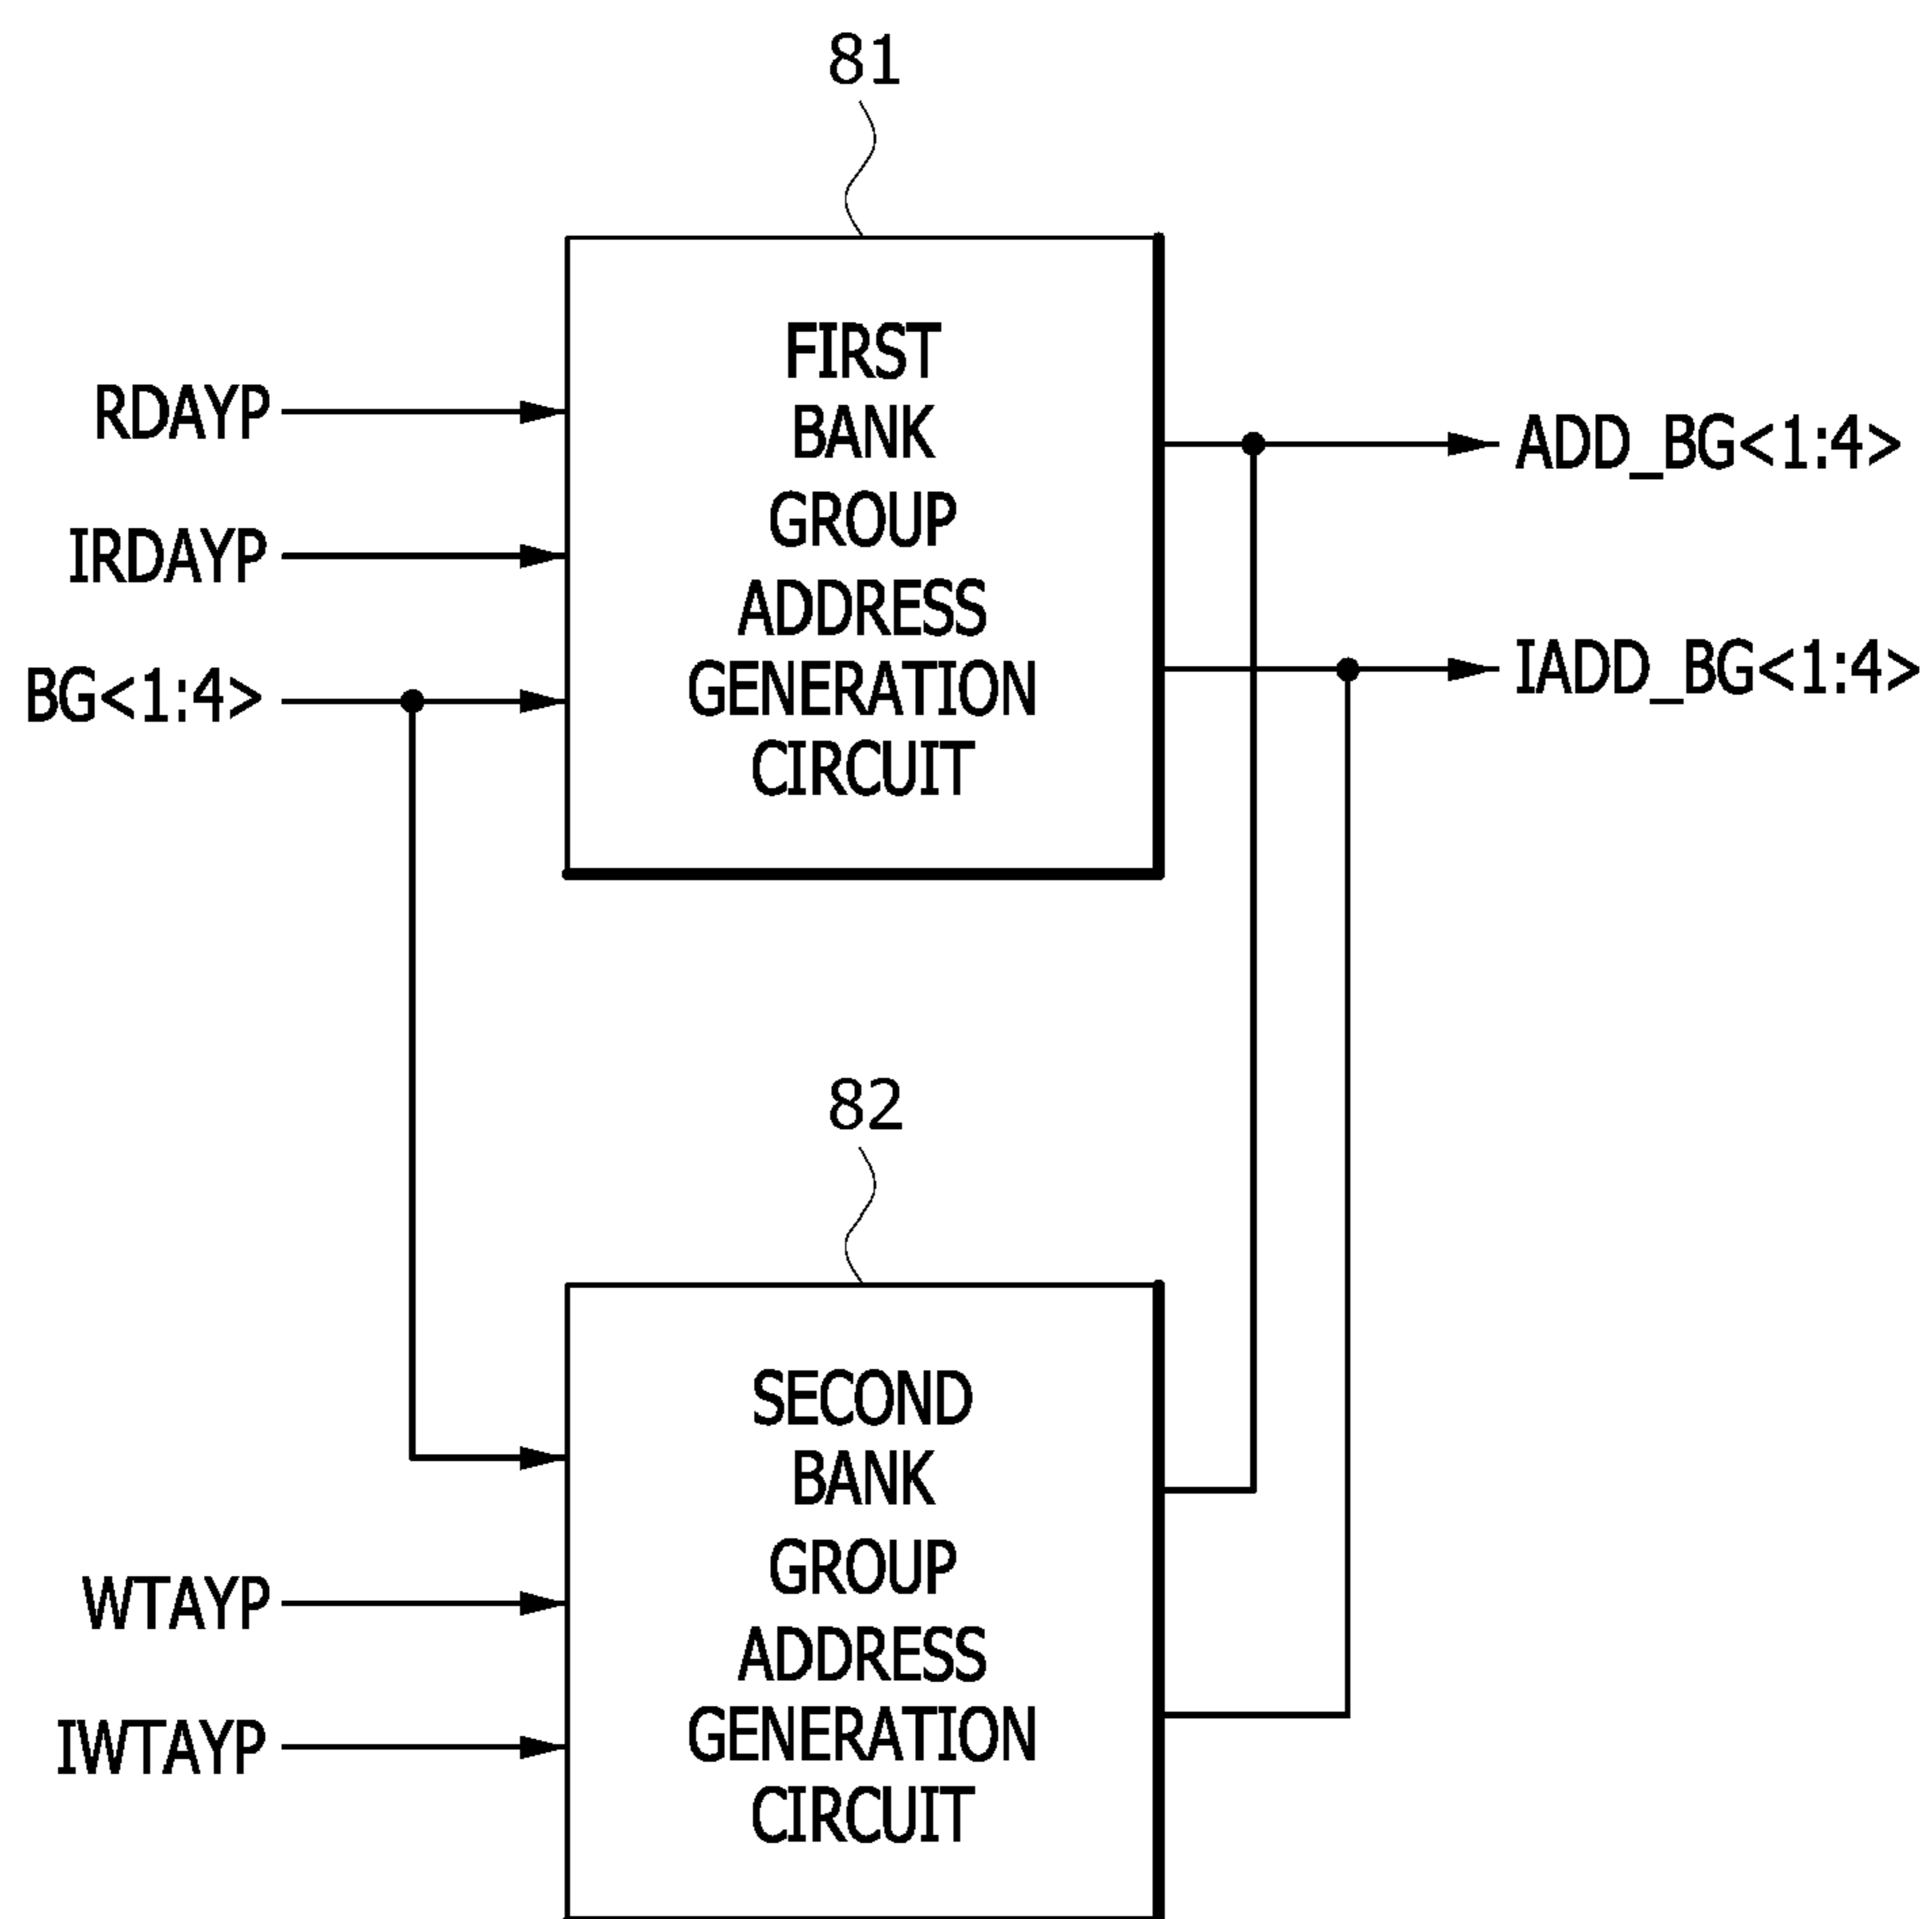 81
FIRST
BANK
GROUP
ADDRESS
GENERATION
CIRCUIT
RDAYP
IRDAYP
BG<1:4>
ADD_BG<1:4>
IADD_BG<1:4>
82
SECOND
BANK
GROUP
ADDRESS
GENERATION
CIRCUIT
WTAYP
IWTAYP